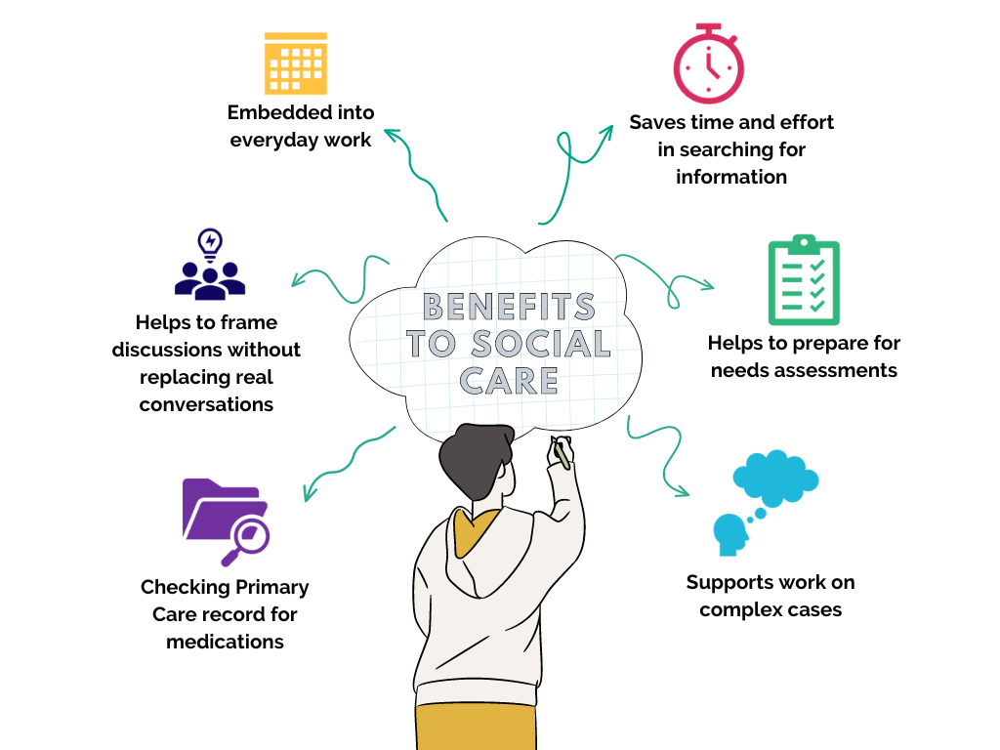 Embedded into
everyday work
Saves time and effort
in searching for
information
BENEFITS
TO SOCIAL
CARE
Helps to frame
discussions without
replacing real
conversations
Helps to prepare for
needs assessments
Checking Primary
Care record for
medications
Supports work on
complex cases